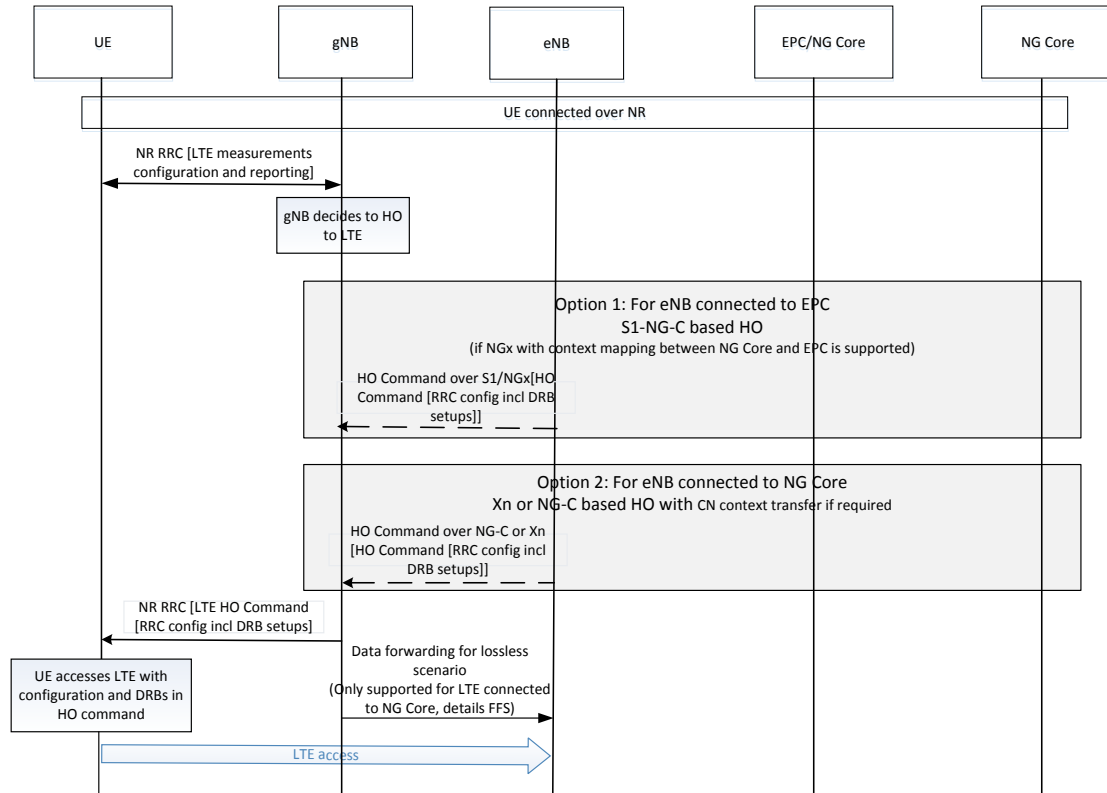 UE
gNB
eNB
EPC/NG Core
NG Core
UE connected over NR
NR RRC [LTE measurements
configuration and reporting]
gNB decides to HO
to LTE
Option 1: For eNB connected to EPC
S1-NG-C based HO
(if NGx with context mapping between NG Core and EPC is supported)
HO Command over S1/NGx[HO
Command [RRC config incl DRB
setups]]
Option 2: For eNB connected to NG Core
Xn or NG-C based HO with CN context transfer if required
HO Command over NG-C or Xn
[HO Command [RRC config incl
DRB setups]]
NR RRC [LTE HO Command
[RRC config incl DRB setups]
Data forwarding for lossless
scenario
(Only supported for LTE connected
to NG Core, details FFS)
UE accesses LTE with
configuration and DRBs in
HO command
LTE access